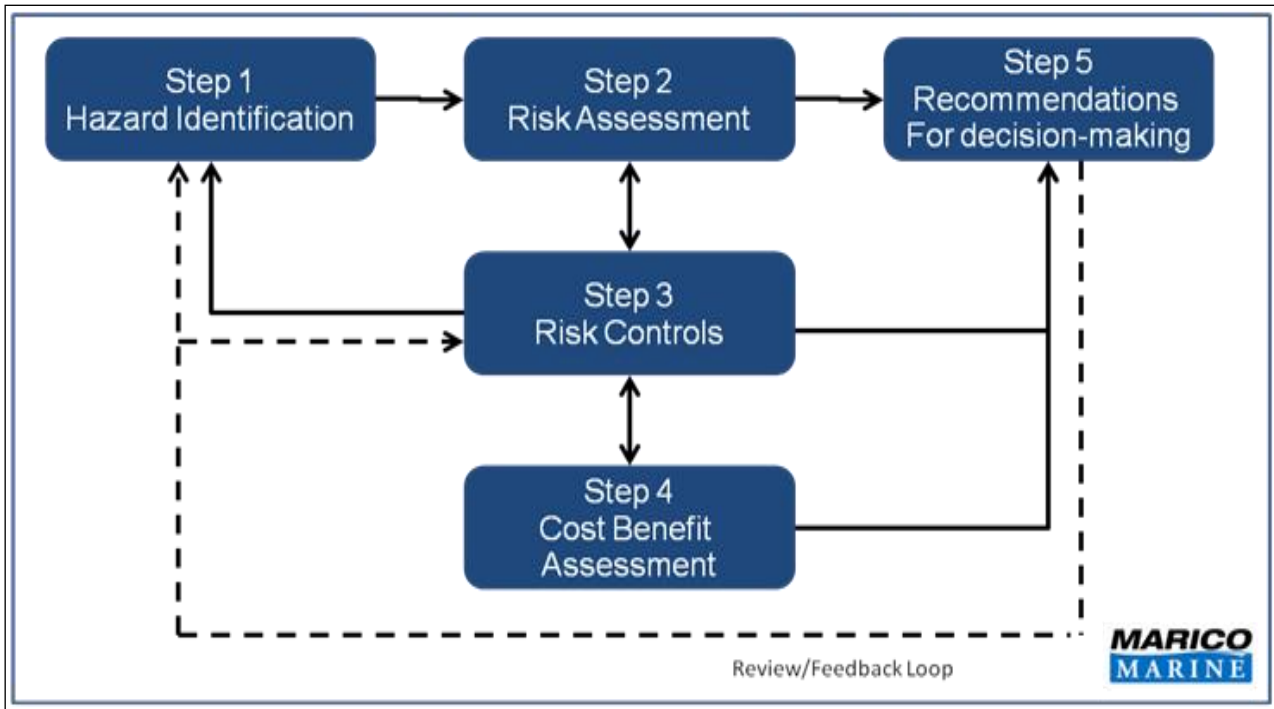 Step 1
Hazard Identification
Step 2
Risk Assessment
Step 5
Recommendations
For decision-making
Step 3
Risk Controls
Step 4
Cost Benefit
Assessment
Review/Feedback Loop
MARICO
MARINE